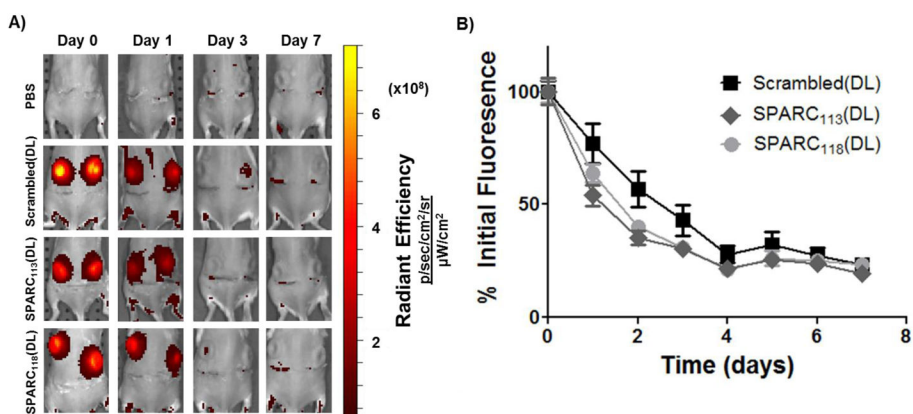 A)
Day 0 Day 1 Day 3 Day 7
PBS
Scrambled(DL)
SPARC₁₁₃(DL)
SPARC₁₁₈(DL)
(x10⁸)
6
4
2
Radiant Efficiency
p/sec/cm²/sr
µW/cm²
B)
% Initial Fluoresence
100
50
0
0 2 4 6 8
Time (days)
Scrambled(DL)
SPARC₁₁₃(DL)
SPARC₁₁₈(DL)